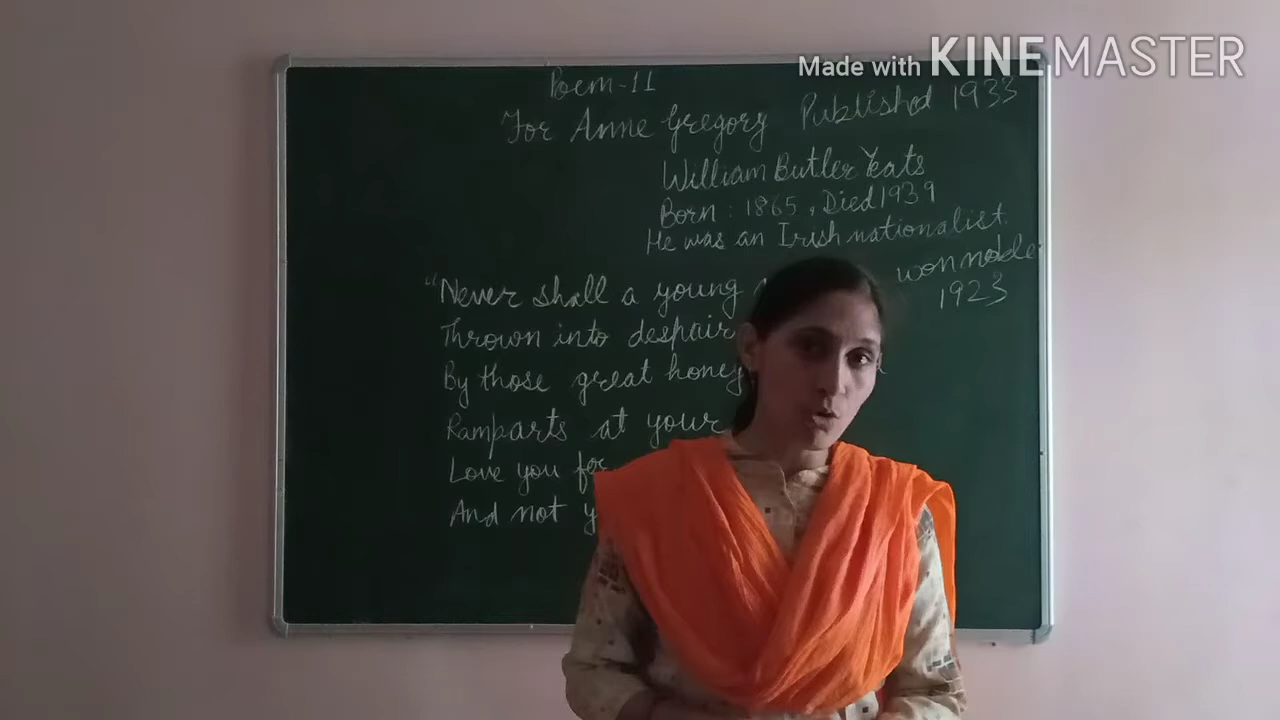 Made with KINEMASTER
Poem-11
For Anne Gregory Published 1933
William Butler Yeats
Born : 1865, Died 1939
He was an Irish nationalist
won noble
1923
"Never shall a young
Thrown into despair
By those great honey
Ramparts at your
Love you for
And not